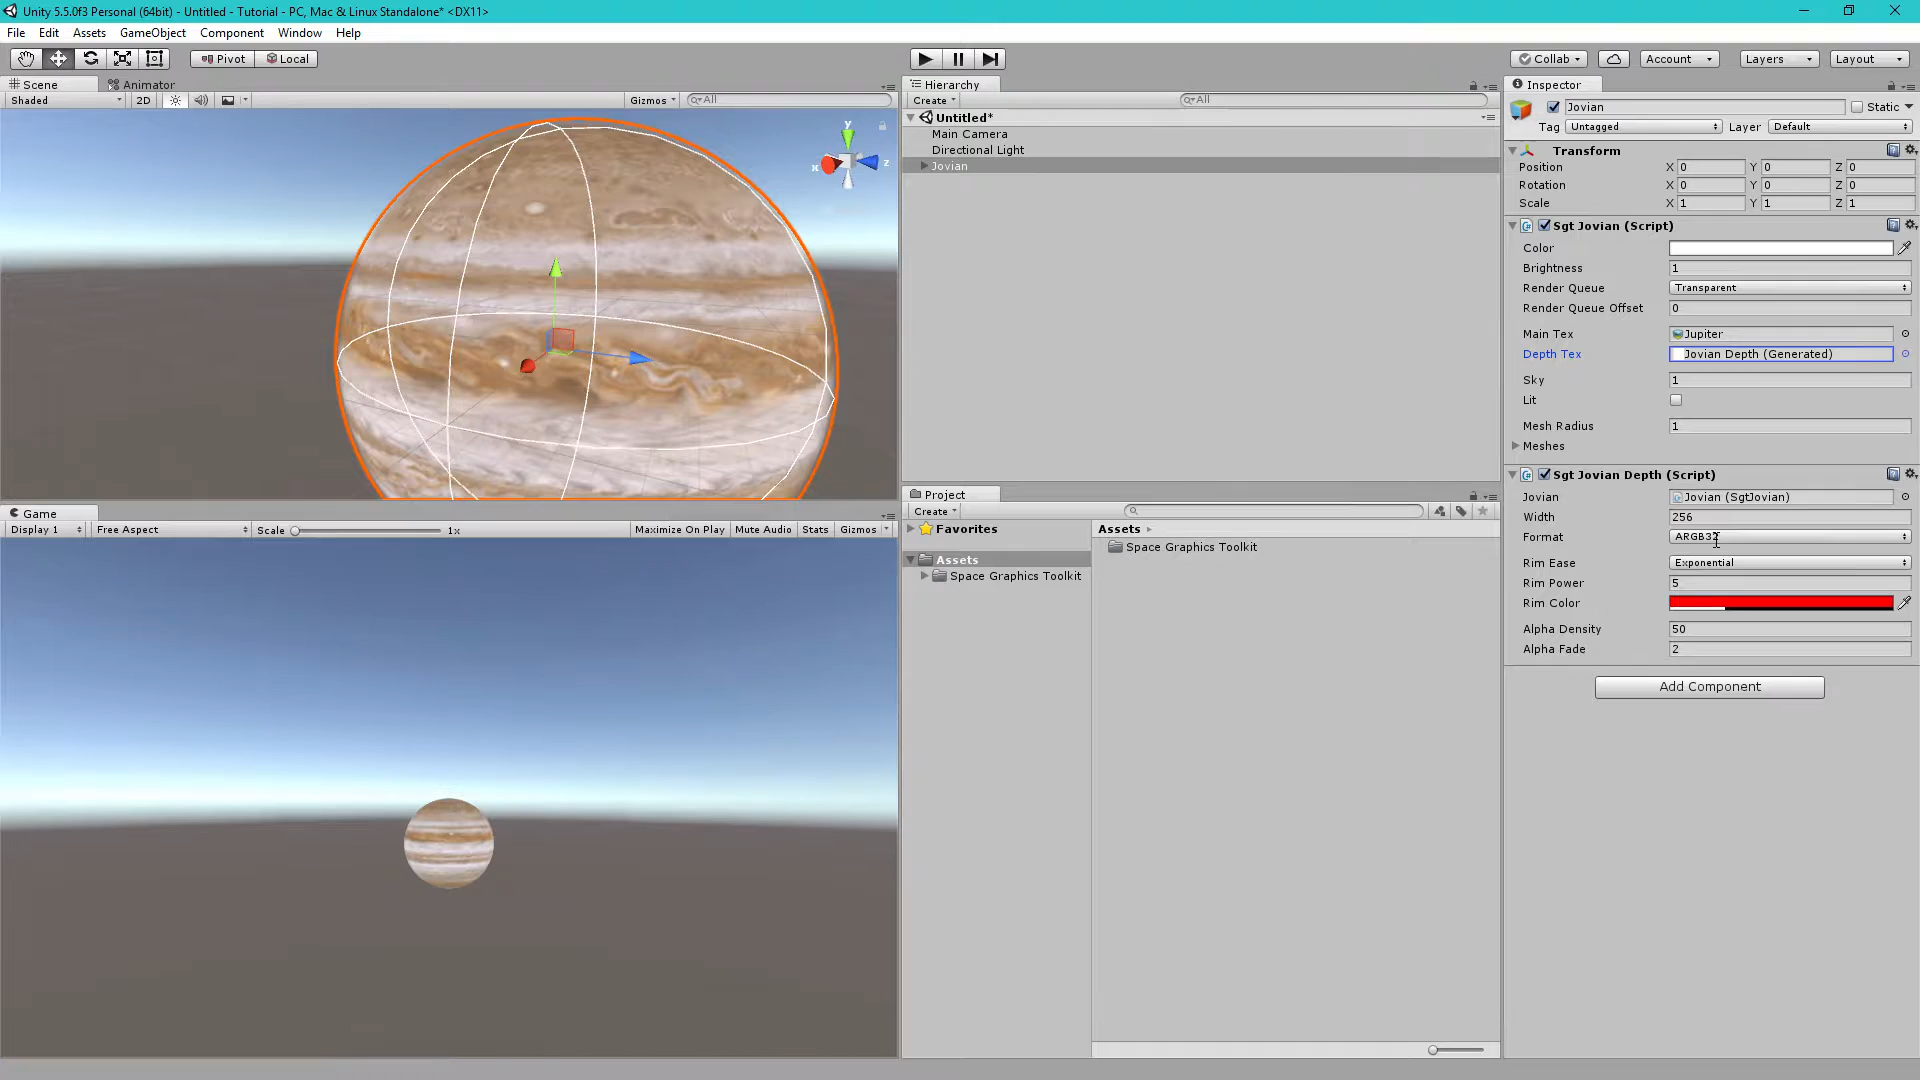 Unity 5.5.0f3 Personal (64bit) - Untitled - Tutorial - PC, Mac & Linux Standalone* <DX11>
File Edit Assets GameObject Component Window Help
Pivot Local Collab Account Layers Layout
Scene Animator
Shaded 2D Gizmos All
y
x z
Game
Display 1 Free Aspect Scale 1x Maximize On Play Mute Audio Stats Gizmos
Hierarchy
Create All
Untitled*
Main Camera
Directional Light
Jovian
Project
Create
Favorites
Assets
Space Graphics Toolkit
Assets
Space Graphics Toolkit
Inspector
Jovian Static
Tag Untagged Layer Default
Transform
Position X 0 Y 0 Z 0
Rotation X 0 Y 0 Z 0
Scale X 1 Y 1 Z 1
Sgt Jovian (Script)
Color
Brightness 1
Render Queue Transparent
Render Queue Offset 0
Main Tex Jupiter
Depth Tex Jovian Depth (Generated)
Sky 1
Lit
Mesh Radius 1
Meshes
Sgt Jovian Depth (Script)
Jovian Jovian (SgtJovian)
Width 256
Format ARGB32
Rim Ease Exponential
Rim Power 5
Rim Color
Alpha Density 50
Alpha Fade 2
Add Component